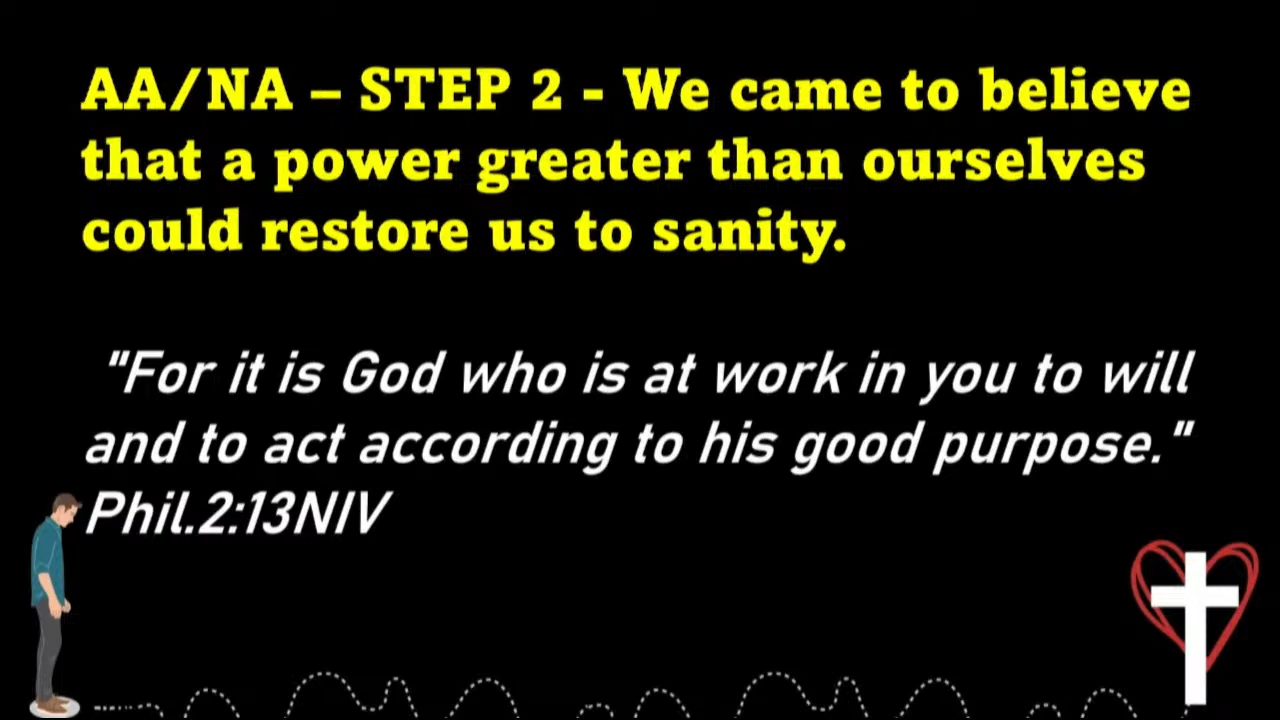 AA/NA – STEP 2 - We came to believe
that a power greater than ourselves
could restore us to sanity.
"For it is God who is at work in you to will
and to act according to his good purpose."
Phil.2:13NIV